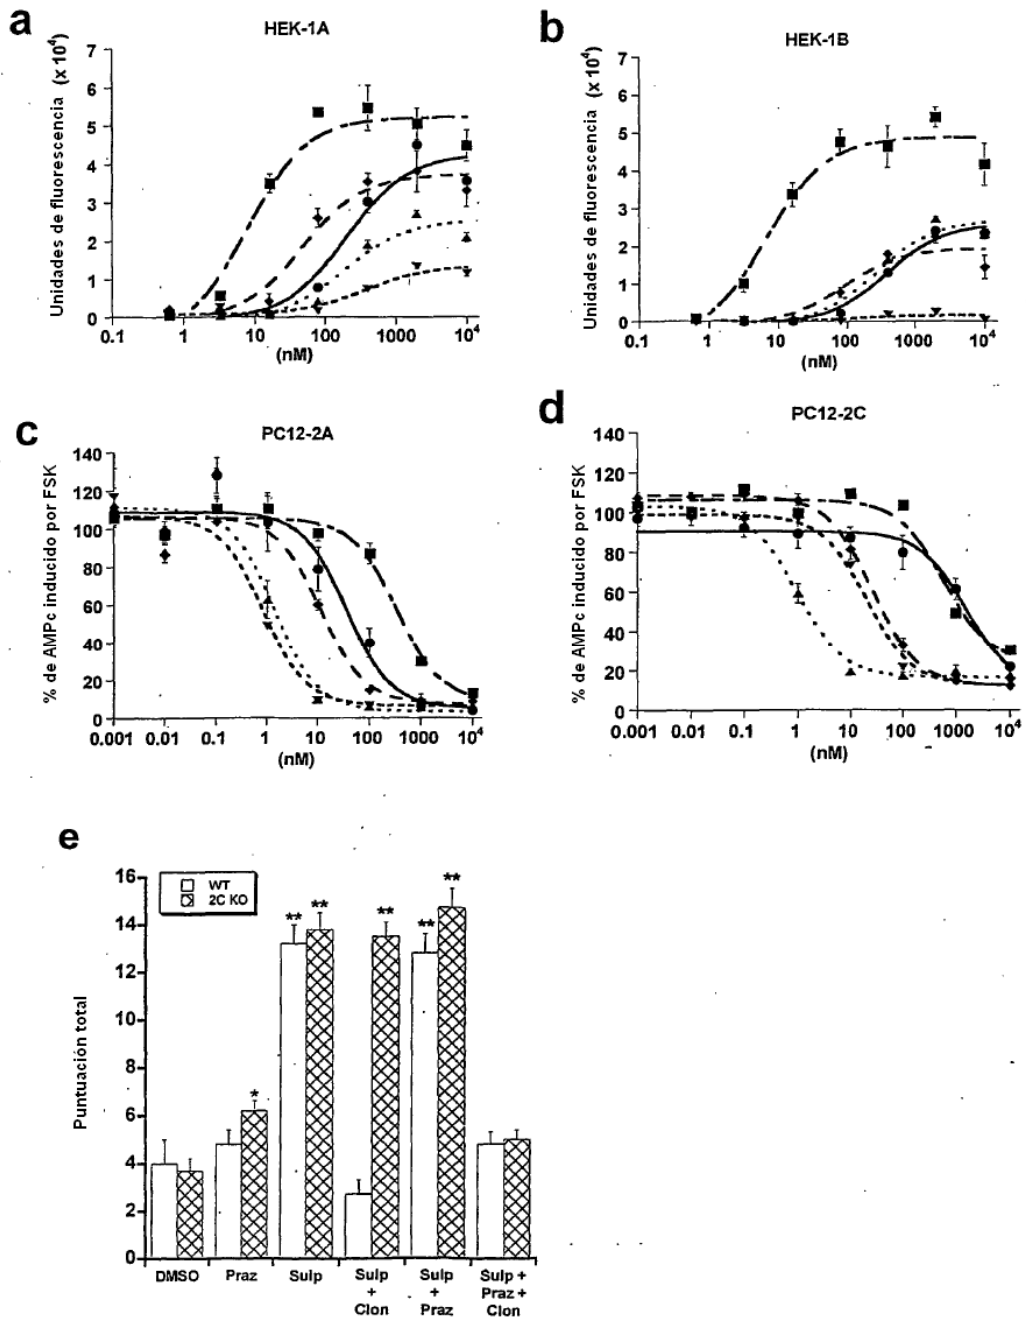 a
HEK-1A
Unidades de fluorescencia (x 10⁴)
7
6
5
4
3
2
1
0
0.1 1 10 100 1000 10⁴
(nM)
b
HEK-1B
Unidades de fluorescencia (x 10⁴)
7
6
5
4
3
2
1
0
0.1 1 10 100 1000 10⁴
(nM)
c
PC12-2A
% de AMPc inducido por FSK
140
120
100
80
60
40
20
0
0.001 0.01 0.1 1 10 100 1000 10⁴
(nM)
d
PC12-2C
% de AMPc inducido por FSK
140
120
100
80
60
40
20
0
0.001 0.01 0.1 1 10 100 1000 10⁴
(nM)
e
Puntuación total
16
14
12
10
8
6
4
2
0
WT
2C KO
*
**
**
**
**
**
DMSO
Praz
Sulp
Sulp
+
Clon
Sulp
+
Praz
Sulp +
Praz +
Clon